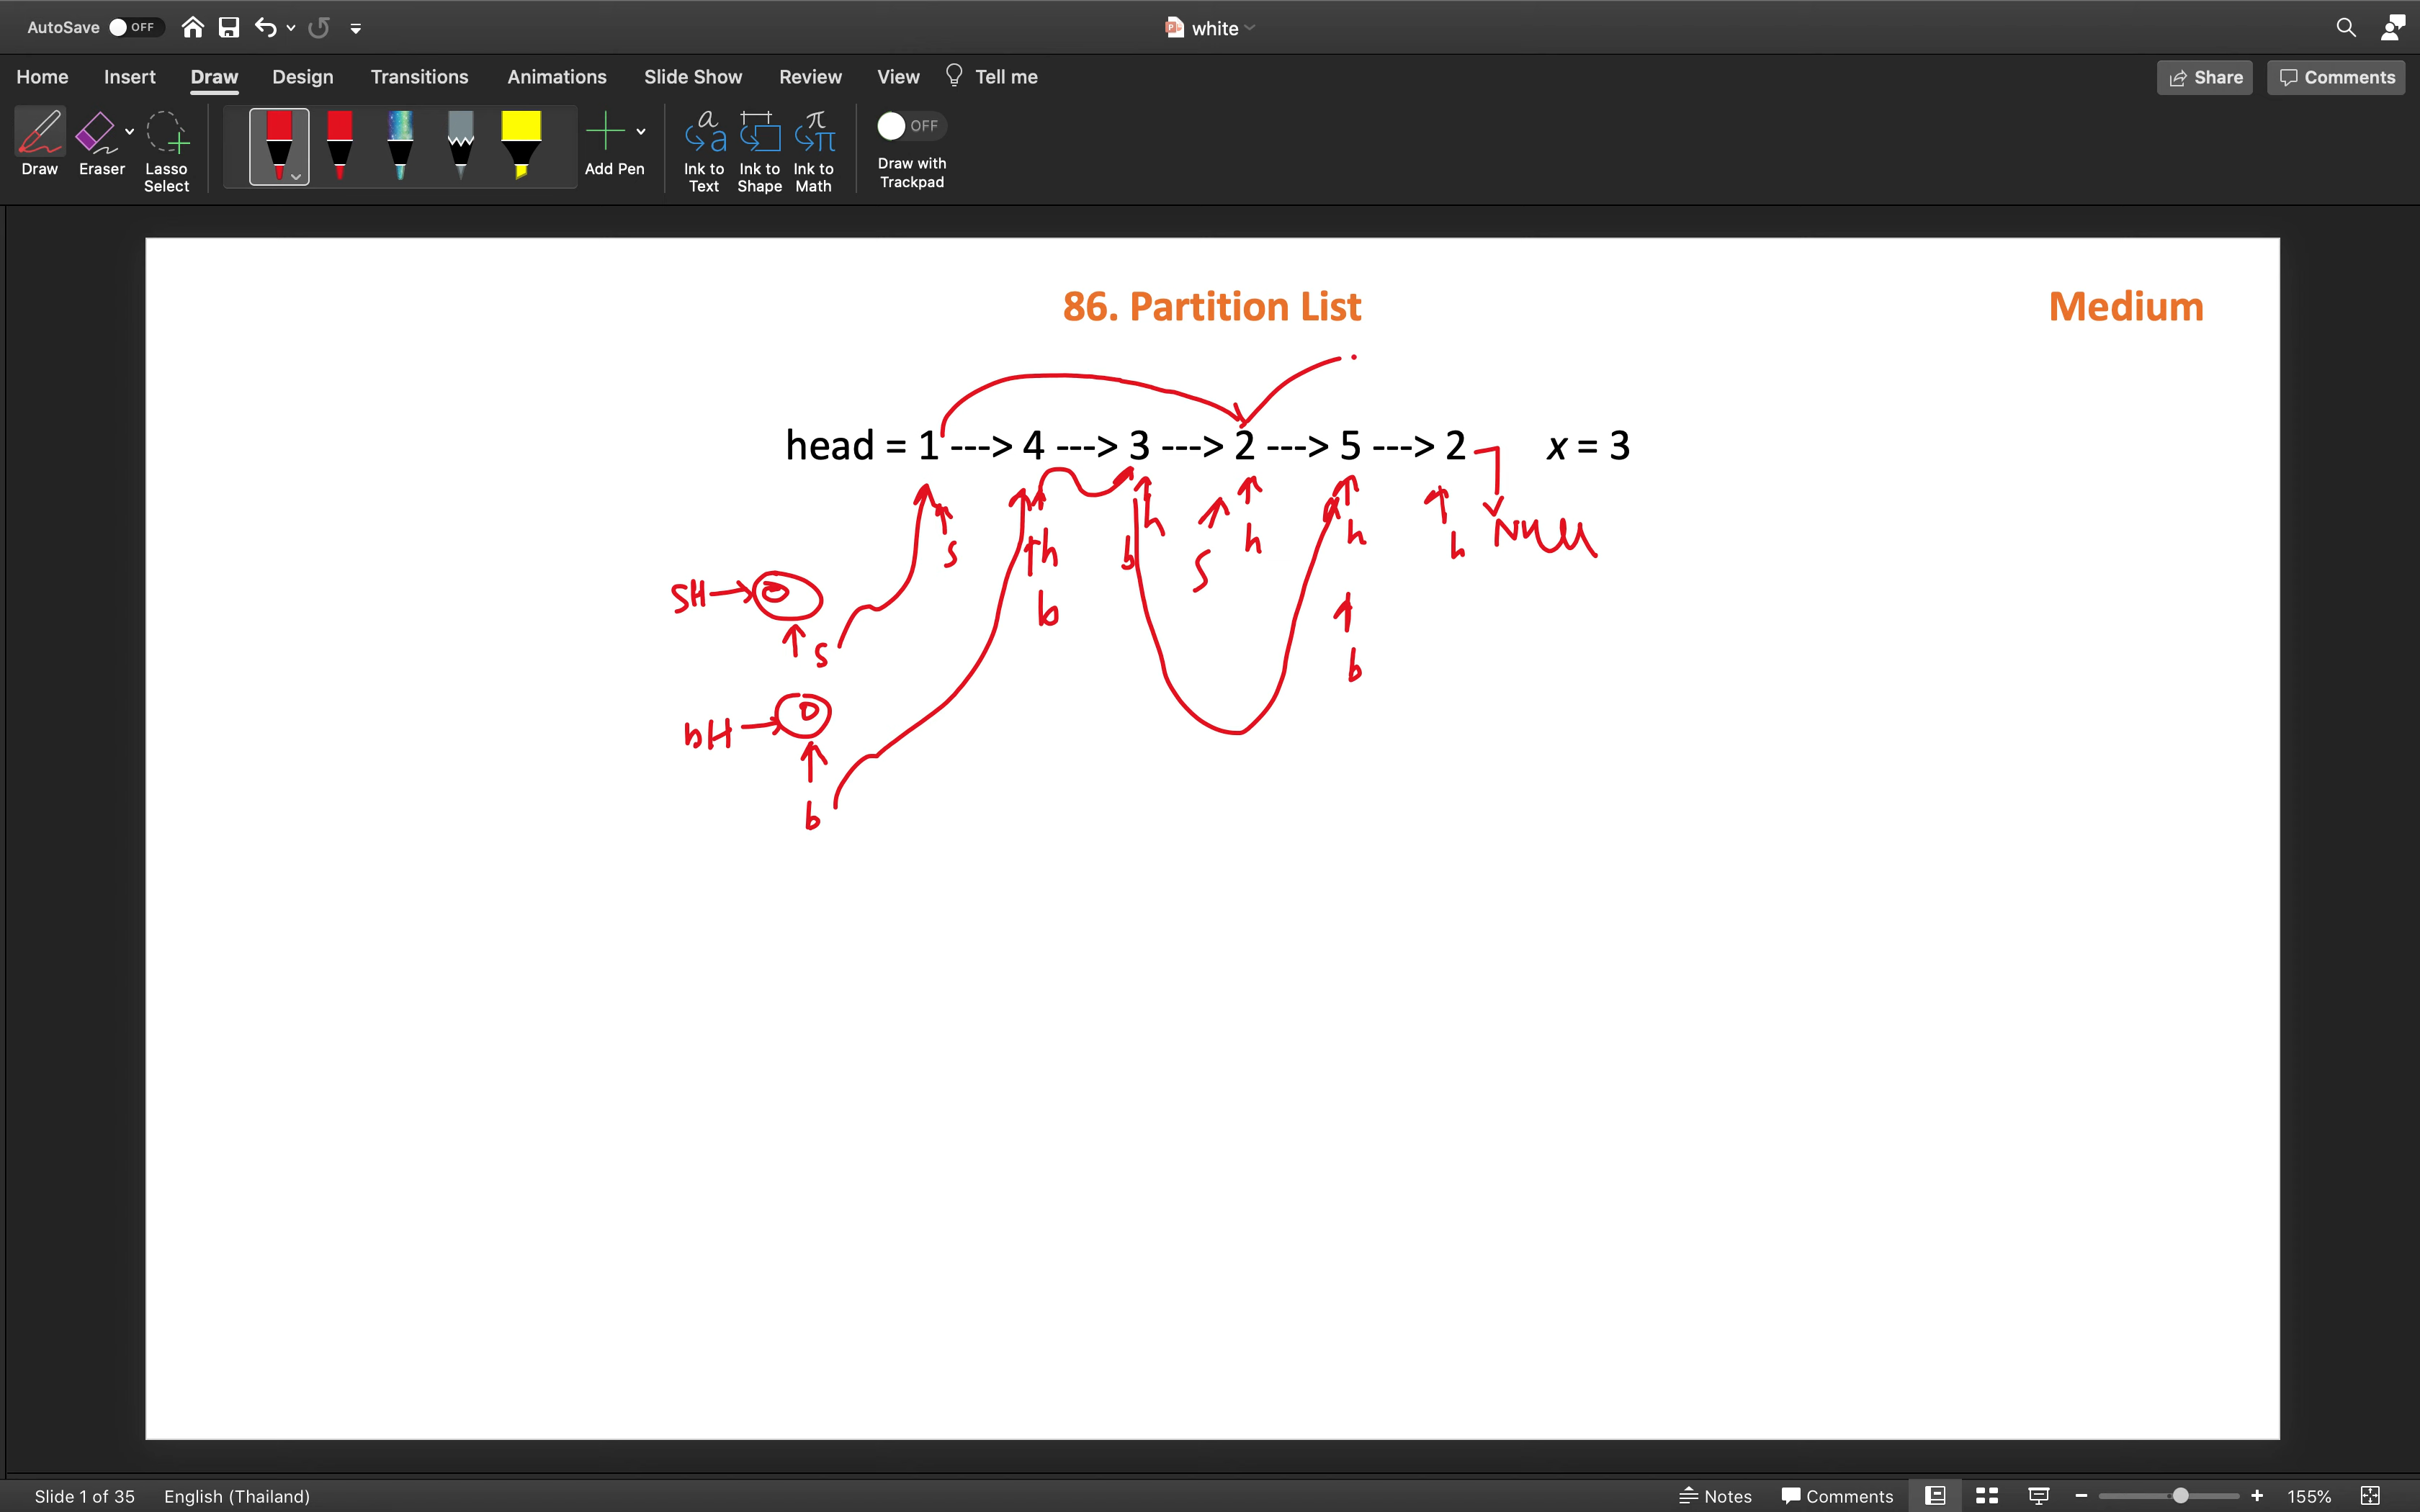 AutoSave OFF white
Home Insert Draw Design Transitions Animations Slide Show Review View Tell me Share Comments
Draw Eraser Lasso Select Add Pen Ink to Text Ink to Shape Ink to Math OFF Draw with Trackpad
86. Partition List Medium
head = 1 ---> 4 ---> 3 ---> 2 ---> 5 ---> 2 x = 3
s h b h s h h h Null
SH b b
s
bH
b
Slide 1 of 35 English (Thailand) Notes Comments 155%